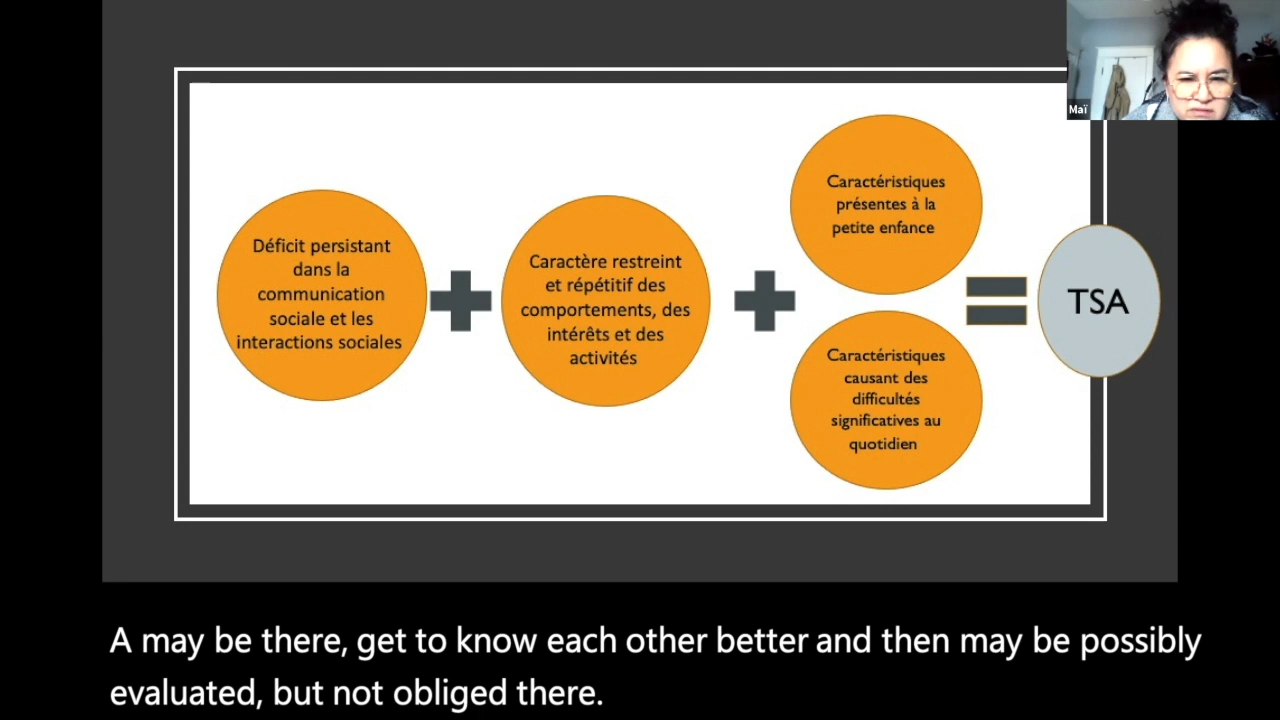 Maï
Déficit persistant
dans la
communication
sociale et les
interactions sociales
Caractère restreint
et répétitif des
comportements, des
intérêts et des
activités
Caractéristiques
présentes à la
petite enfance
Caractéristiques
causant des
difficultés
significatives au
quotidien
TSA
A may be there, get to know each other better and then may be possibly
evaluated, but not obliged there.